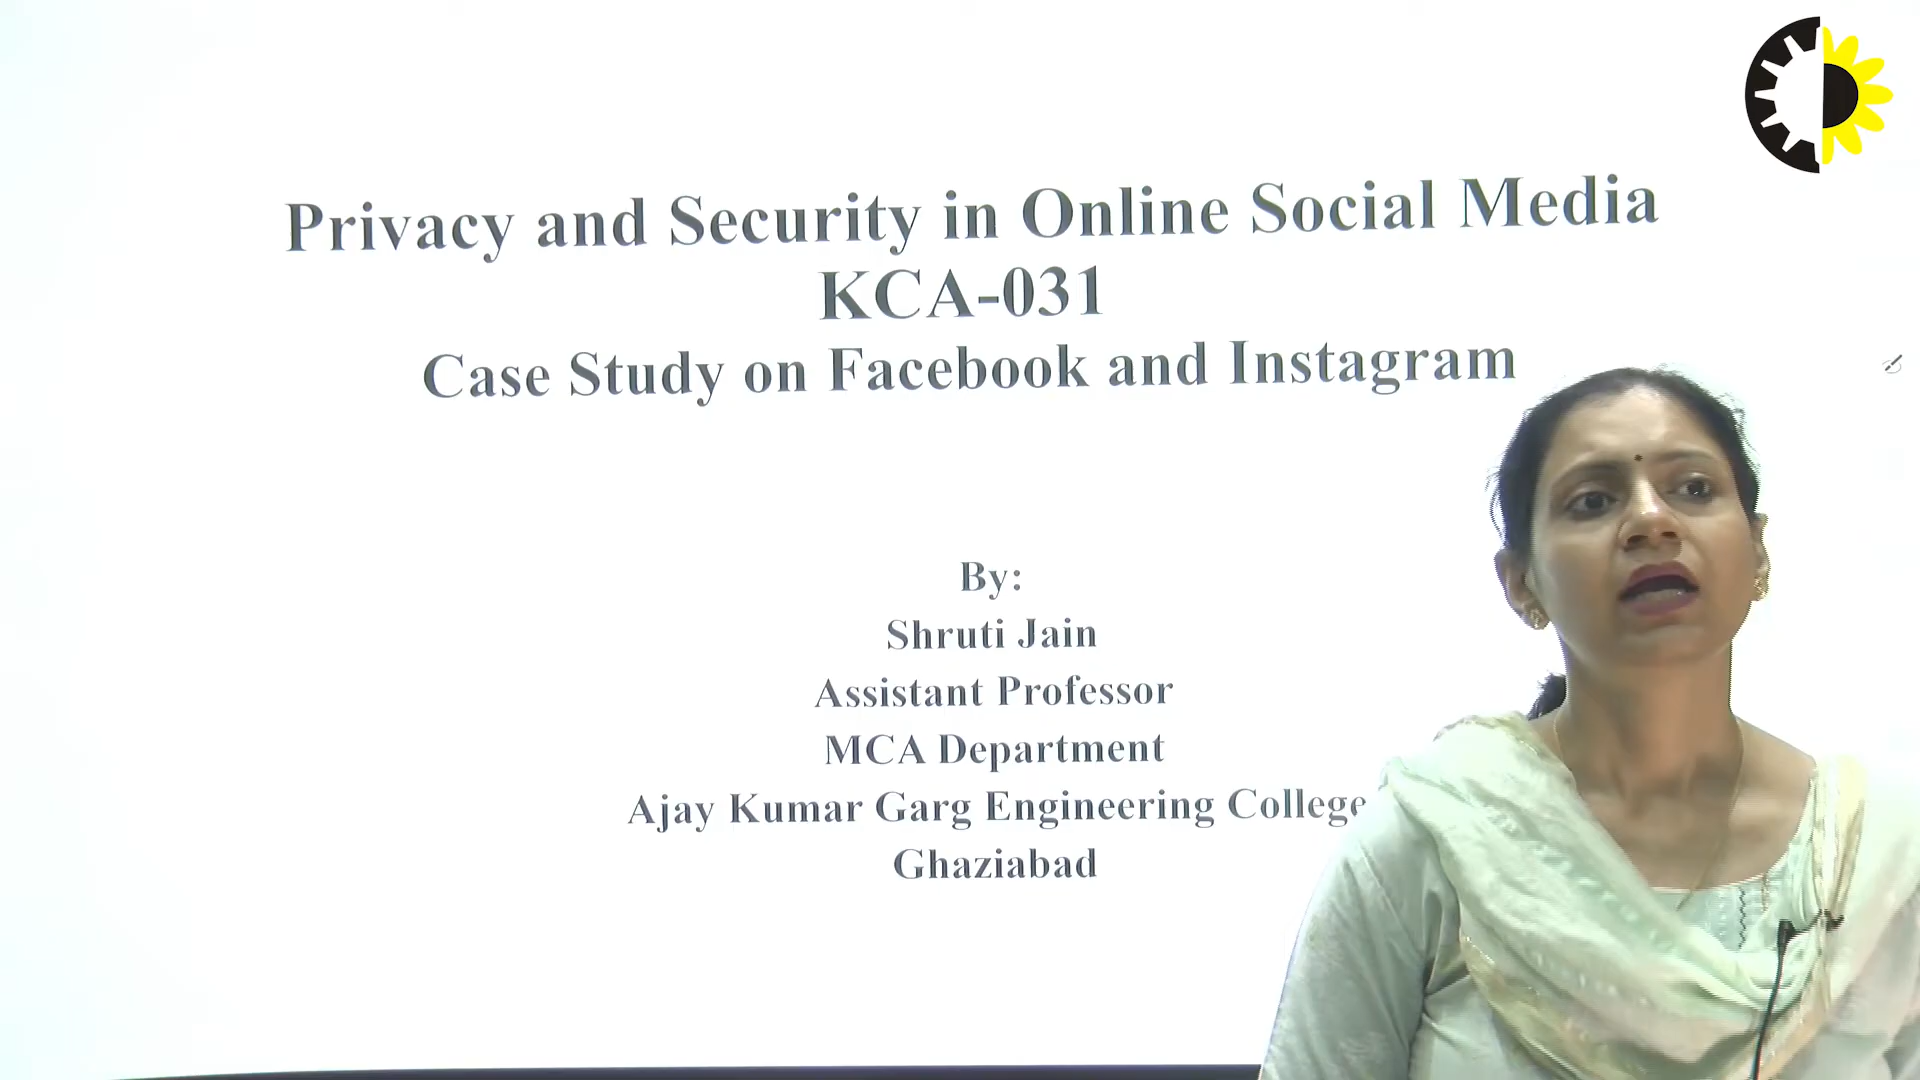 Privacy and Security in Online Social Media
KCA-031
Case Study on Facebook and Instagram
By:
Shruti Jain
Assistant Professor
MCA Department
Ajay Kumar Garg Engineering College
Ghaziabad